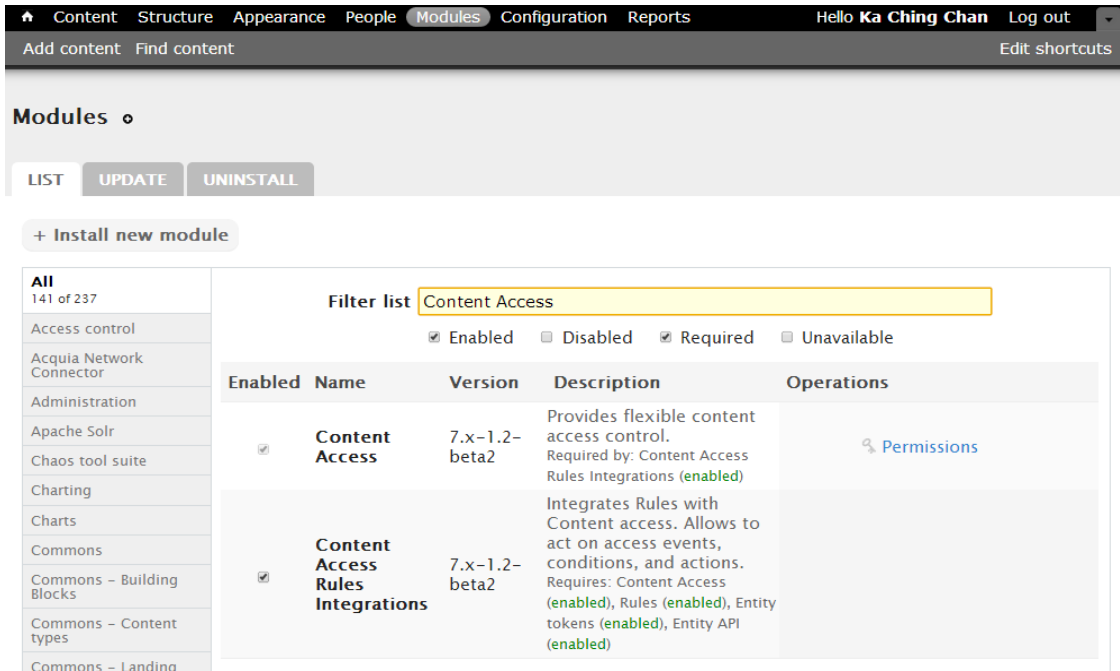 Content Structure Appearance People Modules Configuration Reports Hello Ka Ching Chan Log out
Add content Find content Edit shortcuts
Modules
LIST UPDATE UNINSTALL
+ Install new module
All
141 of 237
Access control
Acquia Network
Connector
Administration
Apache Solr
Chaos tool suite
Charting
Charts
Commons
Commons – Building
Blocks
Commons – Content
types
Commons – Landing
Filter list Content Access
Enabled Disabled Required Unavailable
Enabled Name Version Description Operations
Content
Access
7.x-1.2-
beta2
Provides flexible content
access control.
Required by: Content Access
Rules Integrations (enabled)
Permissions
Content
Access
Rules
Integrations
7.x-1.2-
beta2
Integrates Rules with
Content access. Allows to
act on access events,
conditions, and actions.
Requires: Content Access
(enabled), Rules (enabled), Entity
tokens (enabled), Entity API
(enabled)